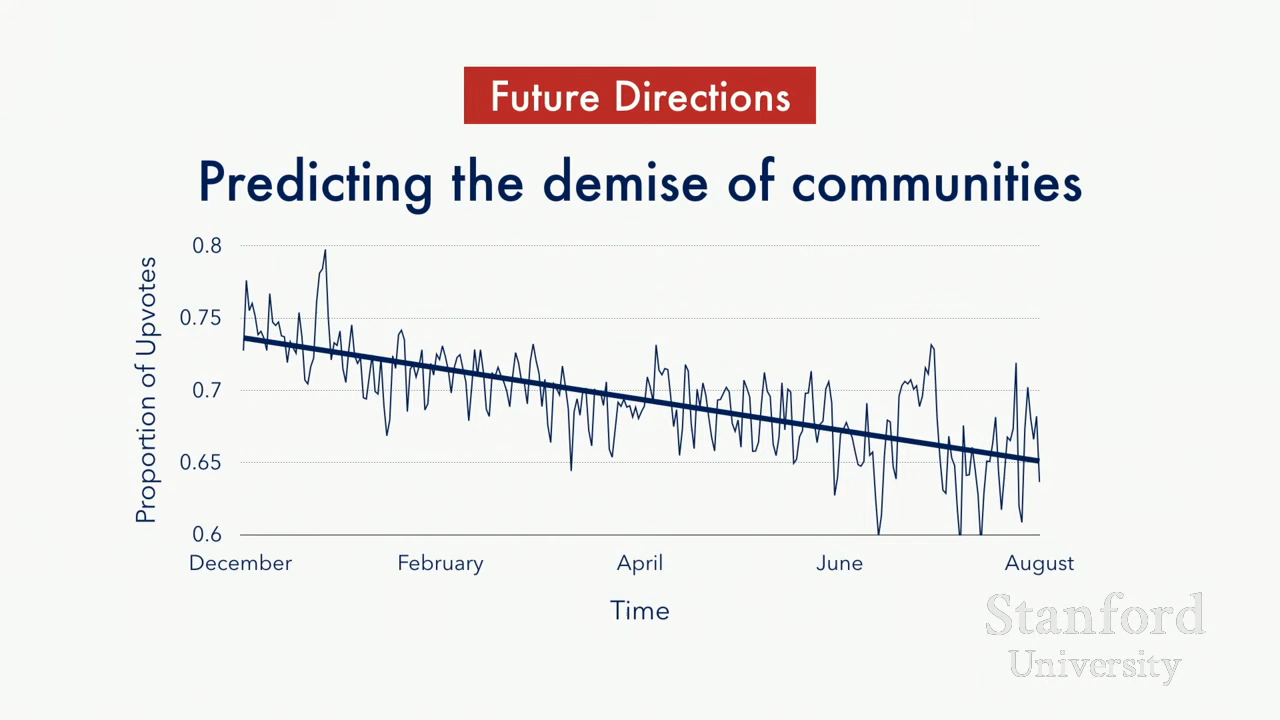 Future Directions
Predicting the demise of communities
Proportion of Upvotes
0.8
0.75
0.7
0.65
0.6
December February April June August
Time
Stanford
University